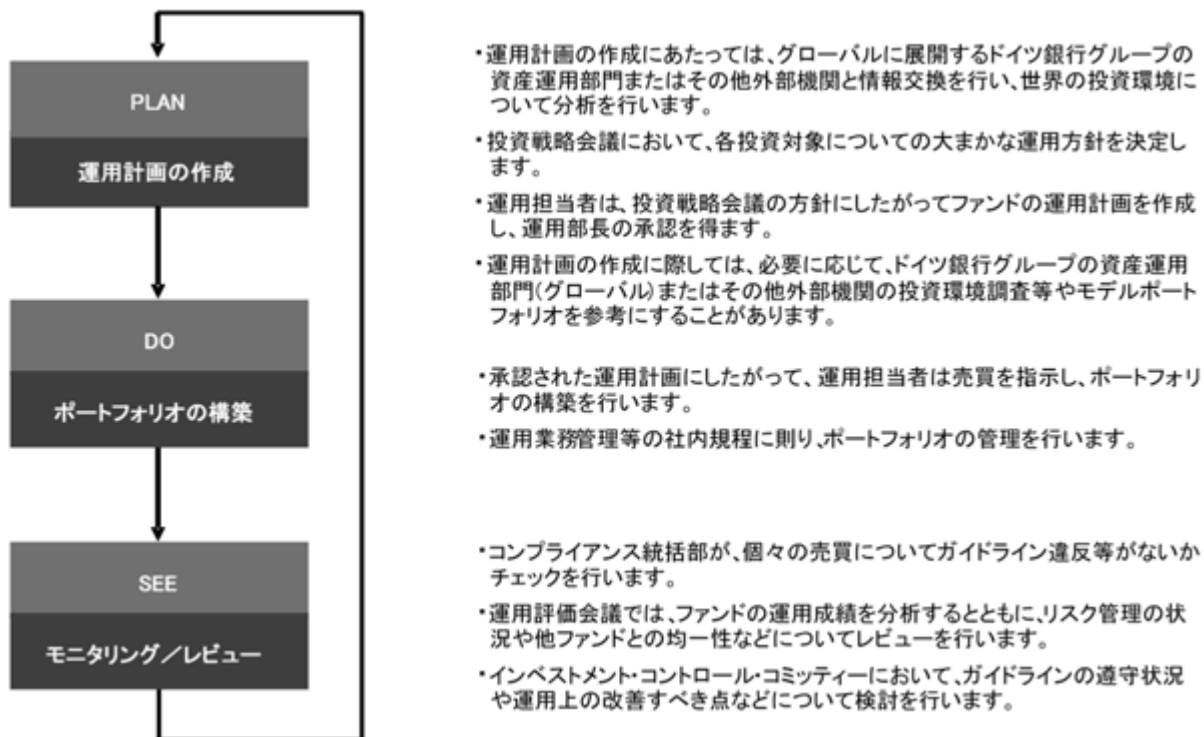 PLAN
運用計画の作成
・運用計画の作成にあたっては、グローバルに展開するドイツ銀行グループの
資産運用部門またはその他外部機関と情報交換を行い、世界の投資環境に
ついて分析を行います。
・投資戦略会議において、各投資対象についての大まかな運用方針を決定し
ます。
・運用担当者は、投資戦略会議の方針にしたがってファンドの運用計画を作成
し、運用部長の承認を得ます。
・運用計画の作成に際しては、必要に応じて、ドイツ銀行グループの資産運用
部門(グローバル)またはその他外部機関の投資環境調査等やモデルポート
フォリオを参考にすることがあります。
DO
ポートフォリオの構築
・承認された運用計画にしたがって、運用担当者は売買を指示し、ポートフォリ
オの構築を行います。
・運用業務管理等の社内規程に則り、ポートフォリオの管理を行います。
SEE
モニタリング／レビュー
・コンプライアンス統括部が、個々の売買についてガイドライン違反等がないか
チェックを行います。
・運用評価会議では、ファンドの運用成績を分析するとともに、リスク管理の状
況や他ファンドとの均一性などについてレビューを行います。
・インベストメント・コントロール・コミッティーにおいて、ガイドラインの遵守状況
や運用上の改善すべき点などについて検討を行います。